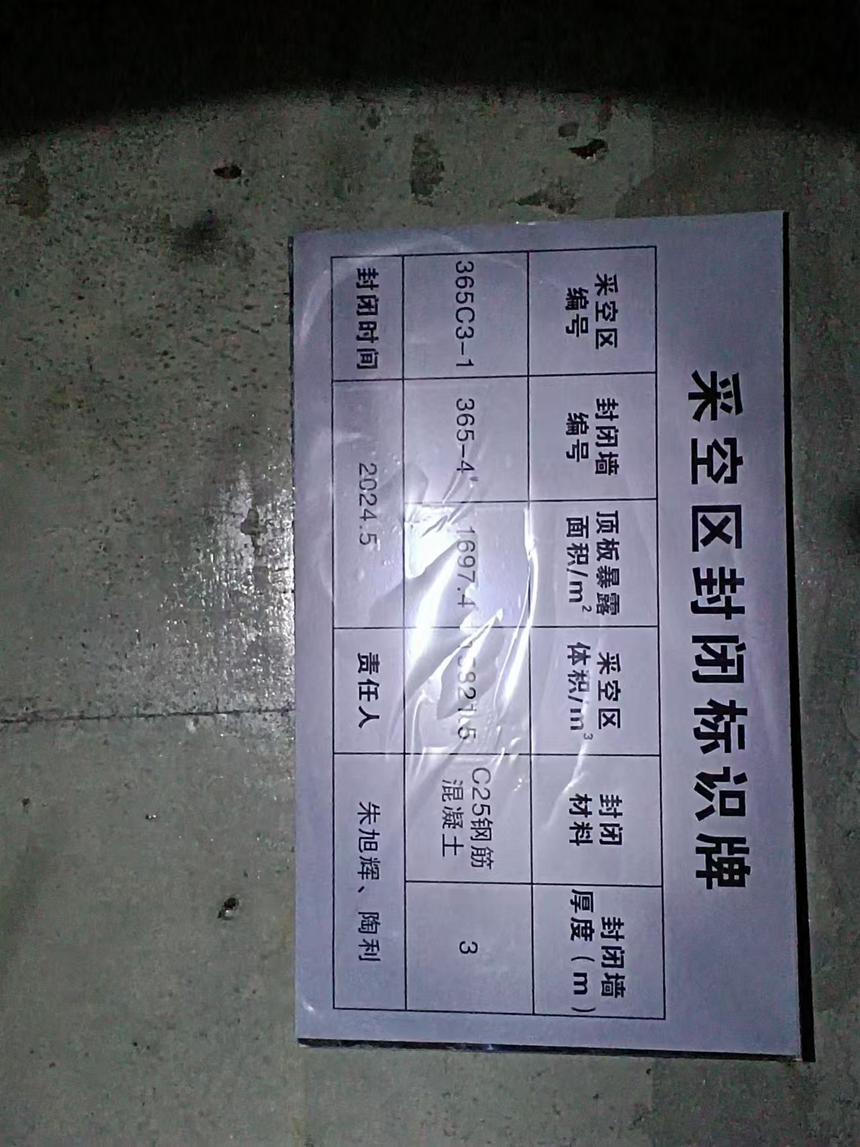 采空区封闭标识牌
采空区
编号
封闭墙
编号
顶板暴露
面积/m²
采空区
体积/m³
封闭
材料
封闭墙
厚度(m)
365C3-1
365-4"
1697.4
C25钢筋
混凝土
3
封闭时间
2024.5
责任人
朱旭辉、陶利